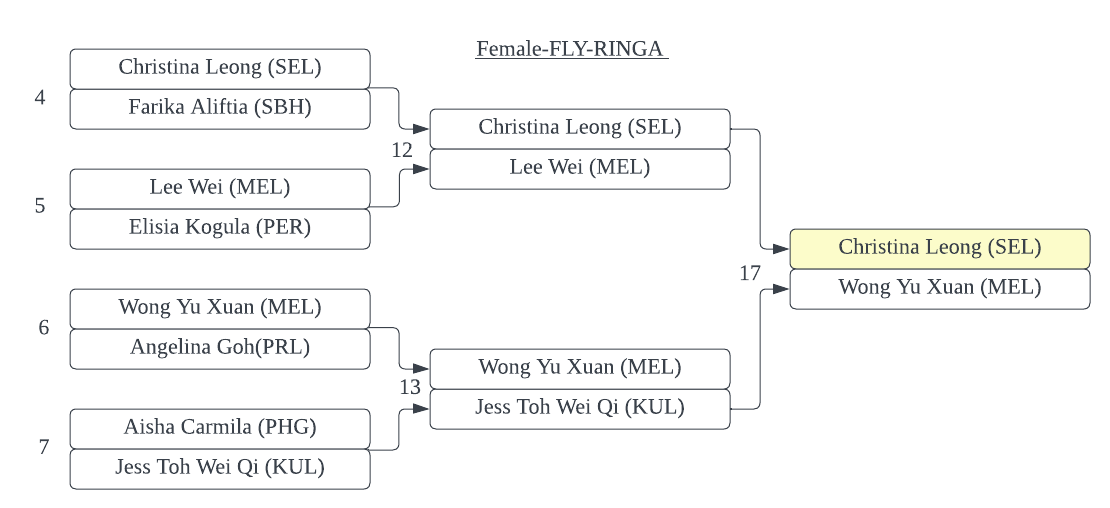 Female-FLY-RINGA
4
Christina Leong (SEL)
Farika Aliftia (SBH)
5
Lee Wei (MEL)
Elisia Kogula (PER)
6
Wong Yu Xuan (MEL)
Angelina Goh(PRL)
7
Aisha Carmila (PHG)
Jess Toh Wei Qi (KUL)
12
Christina Leong (SEL)
Lee Wei (MEL)
13
Wong Yu Xuan (MEL)
Jess Toh Wei Qi (KUL)
17
Christina Leong (SEL)
Wong Yu Xuan (MEL)